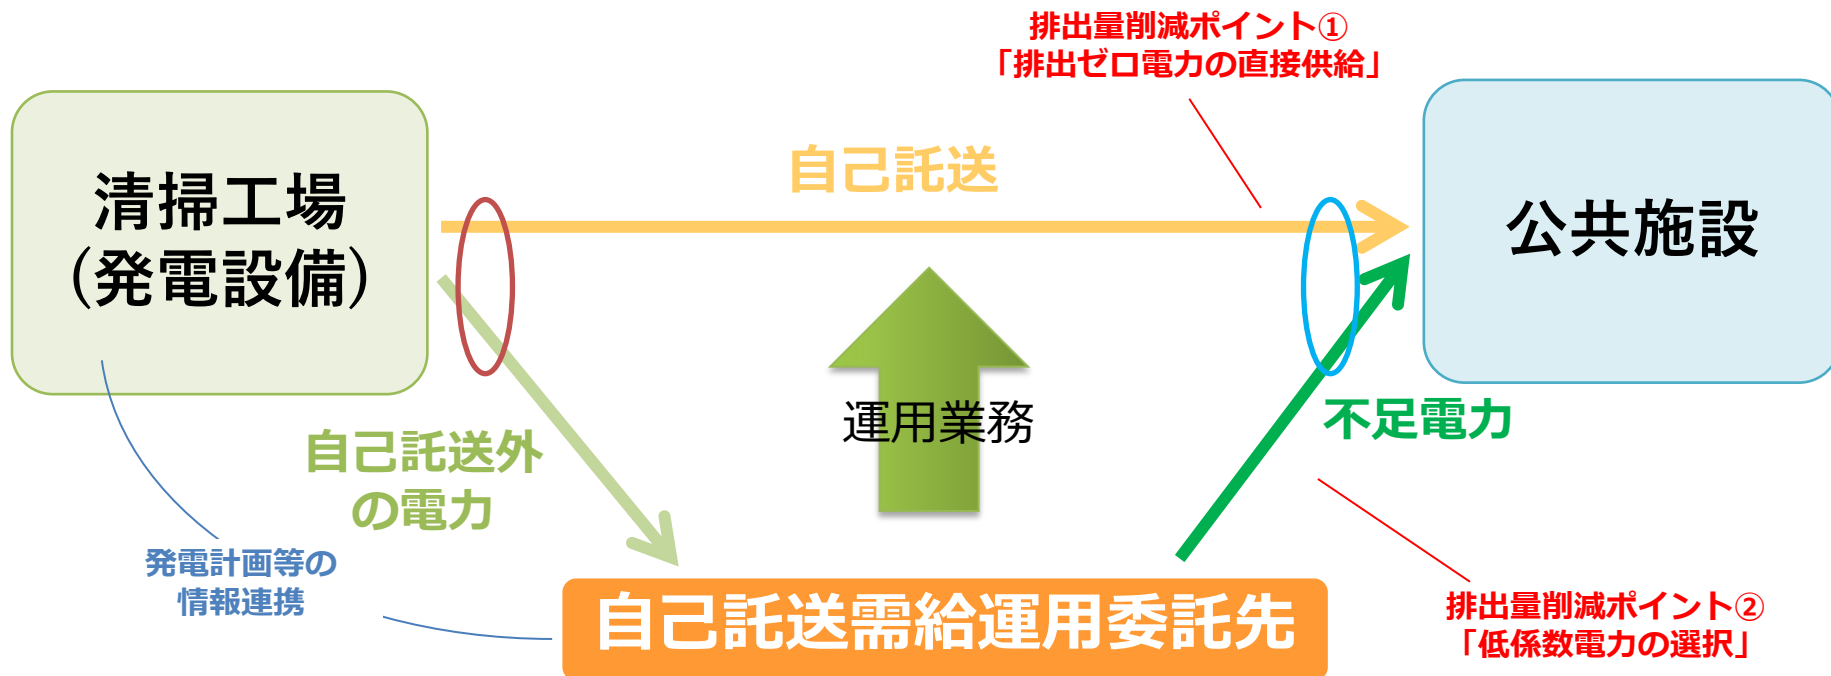 排出量削減ポイント①
「排出ゼロ電力の直接供給」
清掃工場
（発電設備）
自己託送
公共施設
運用業務
自己託送外
の電力
不足電力
発電計画等の
情報連携
自己託送需給運用委託先
排出量削減ポイント②
「低係数電力の選択」